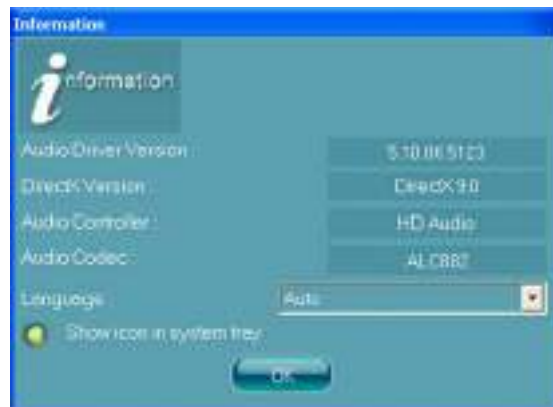 Information
information
Audio Driver Version : 5.10.00.5123
DirectX Version : DirectX 9.0
Audio Controller : HD Audio
Audio Codec : ALC882
Language : Auto
Show icon in system tray
OK